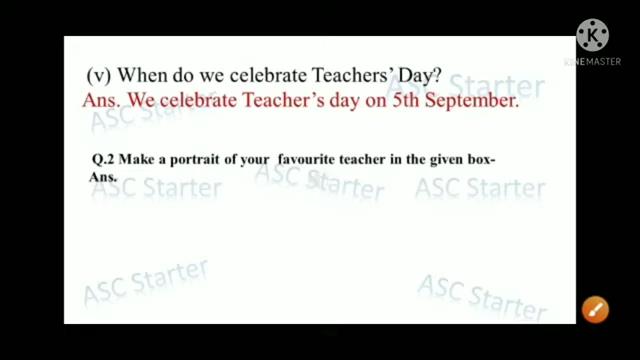 K
KINEMASTER
(v) When do we celebrate Teachers' Day?
Ans. We celebrate Teacher's day on 5th September.
ASC Starter
ASC Starter
Q.2 Make a portrait of your favourite teacher in the given box-
Ans.
ASC Starter
ASC Starter
ASC Starter
ASC Starter
ASC Starter